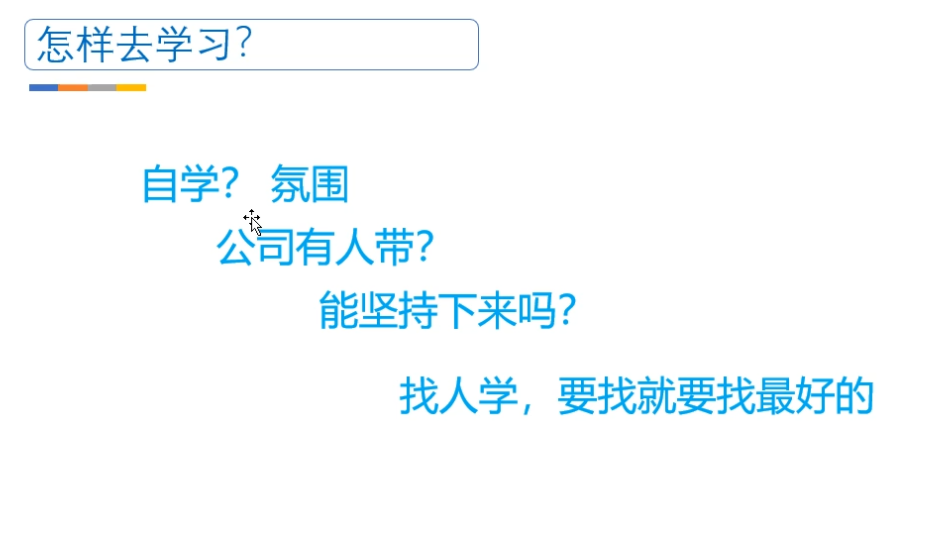 怎样去学习？
自学？ 氛围
公司有人带？
能坚持下来吗？
找人学，要找就要找最好的